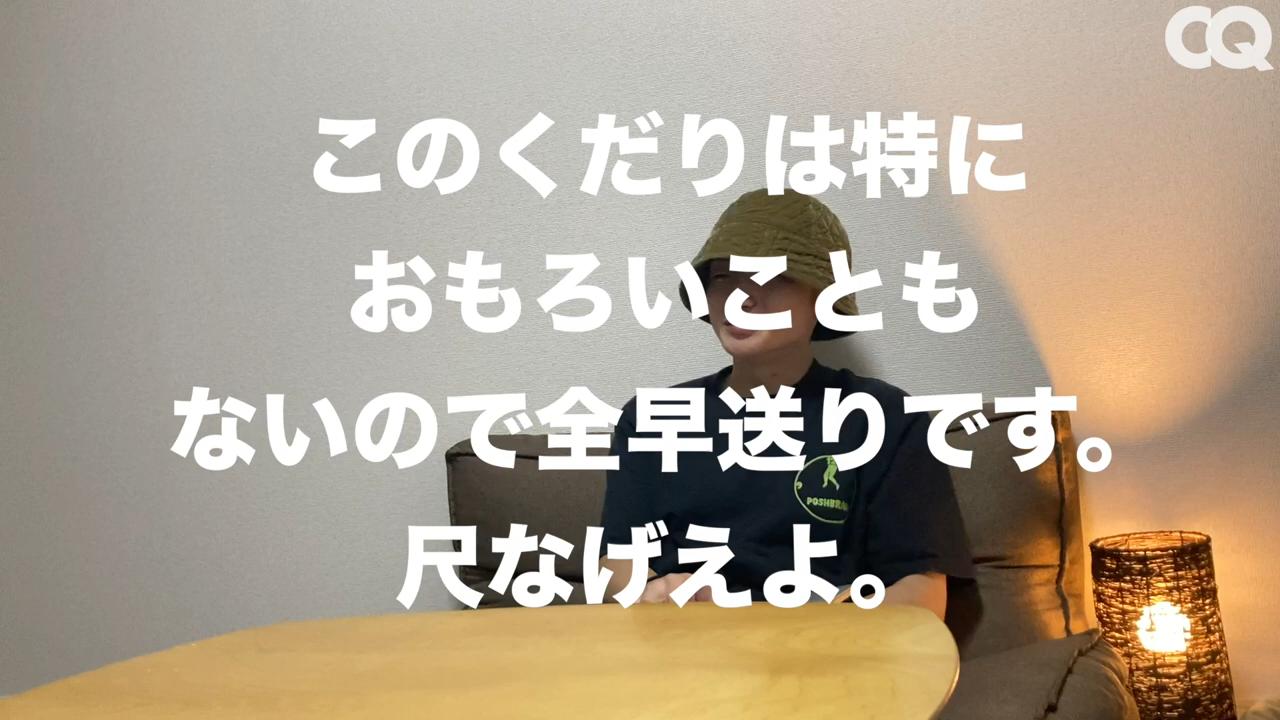 CQ
このくだりは特に
おもろいことも
ないので全早送りです。
尺なげえよ。